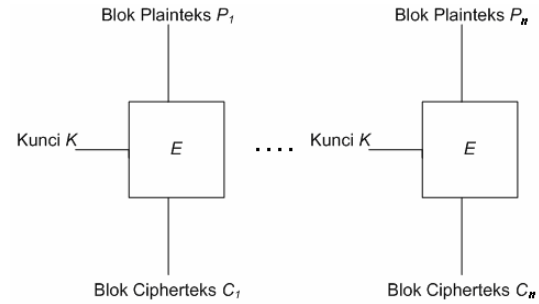 Blok Plainteks P₁
Blok Plainteks Pₙ
Kunci K
E
....
Kunci K
E
Blok Cipherteks C₁
Blok Cipherteks Cₙ